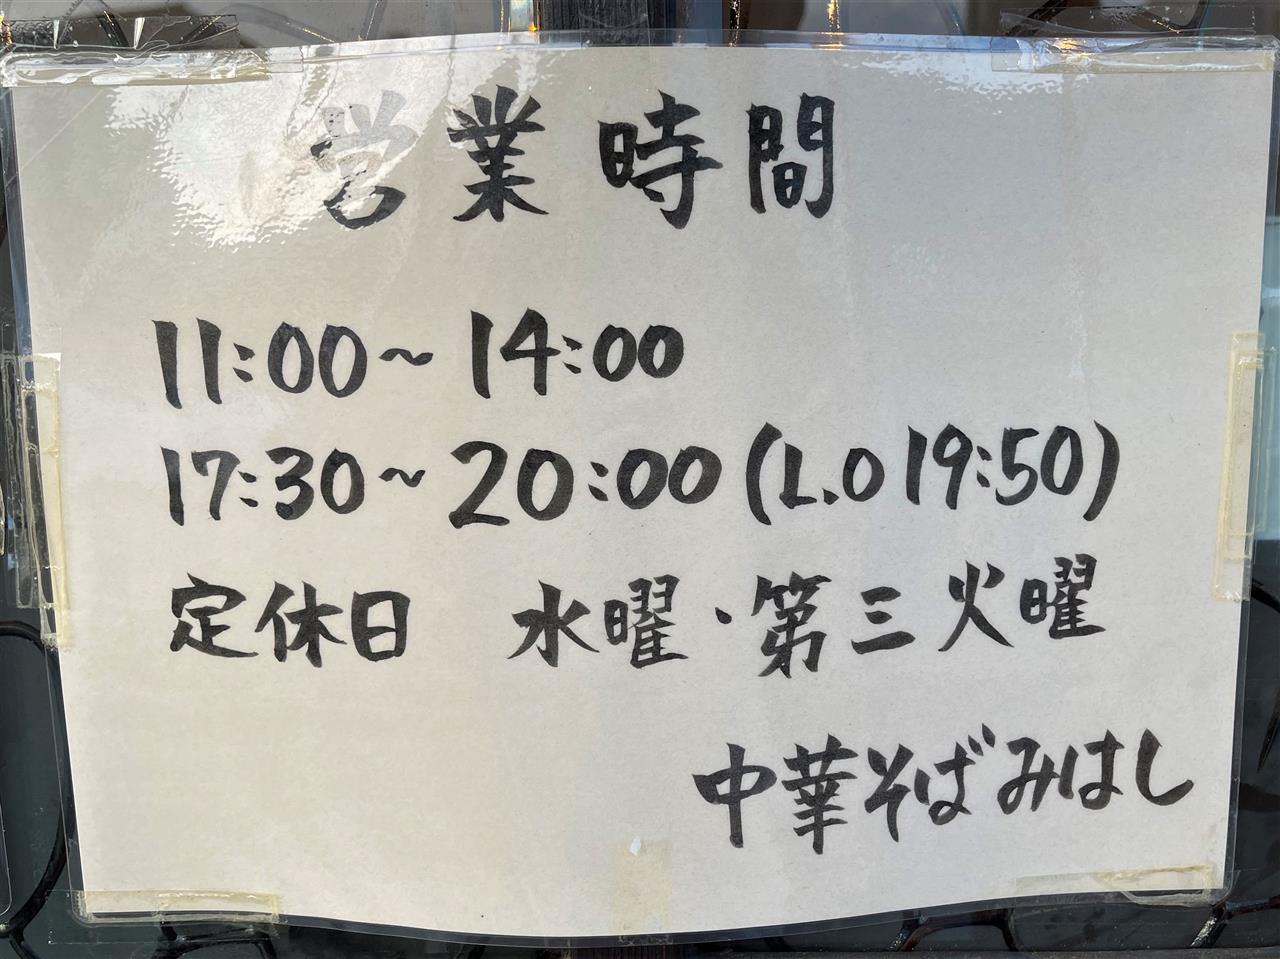 営業時間
11:00～14:00
17:30～20:00(L.O 19:50)
定休日 水曜・第三火曜
中華そばみはし